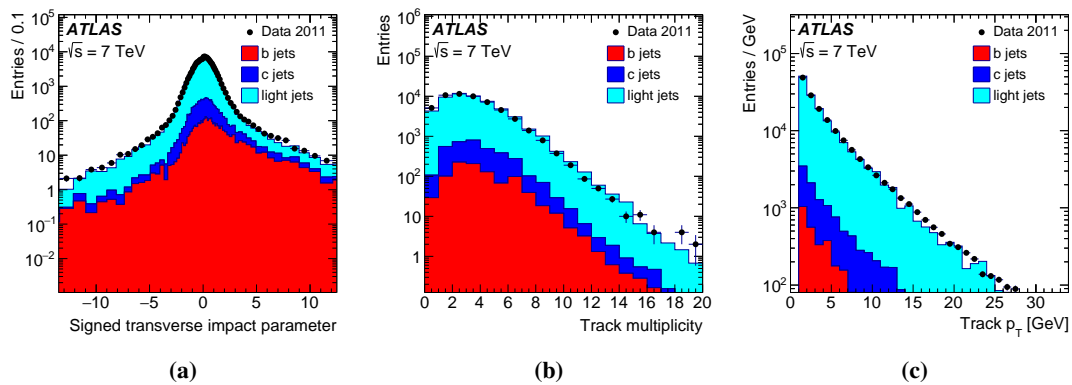 Entries / 0.1
10⁵
10⁴
10³
10²
10
1
10⁻¹
10⁻²
ATLAS
√s = 7 TeV
Data 2011
b jets
c jets
light jets
−10 −5 0 5 10
Signed transverse impact parameter
(a)
Entries
10⁶
10⁵
10⁴
10³
10²
10
1
ATLAS
√s = 7 TeV
Data 2011
b jets
c jets
light jets
0 2 4 6 8 10 12 14 16 18 20
Track multiplicity
(b)
Entries / GeV
10⁵
10⁴
10³
10²
ATLAS
√s = 7 TeV
Data 2011
b jets
c jets
light jets
0 10 20 30
Track p_T [GeV]
(c)